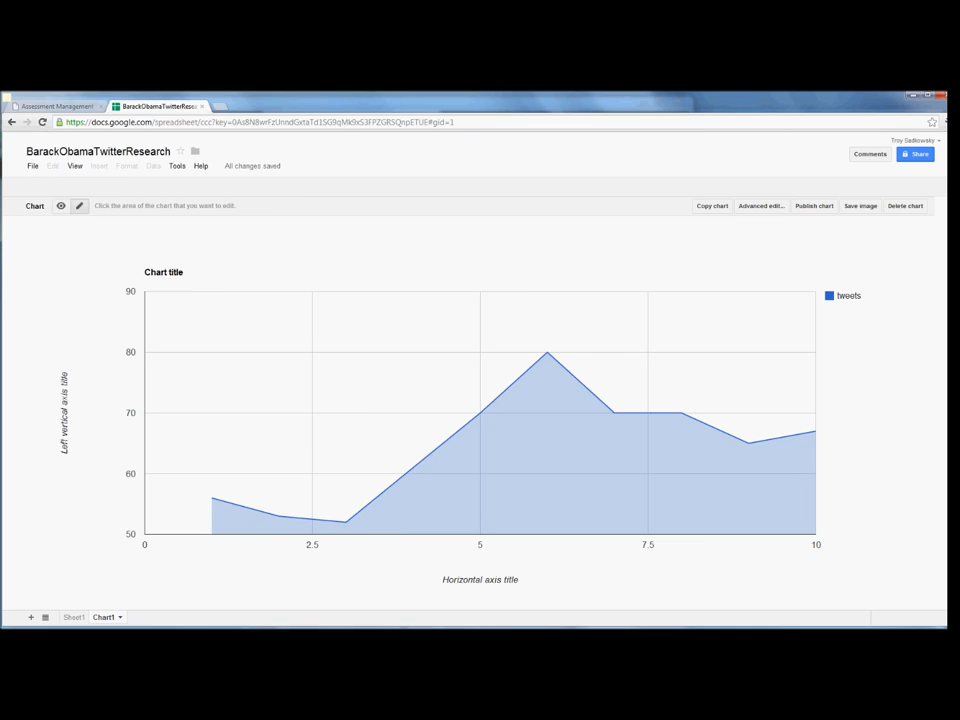 Assessment Management
BarackObamaTwitterResea
https://docs.google.com/spreadsheet/ccc?key=0As8N8wrFzUnndGxtaTd1SG9qMk9xS3FPZGRSQnpETUE#gid=1
Troy Sadkowsky
BarackObamaTwitterResearch
Comments
Share
File Edit View Insert Format Data Tools Help All changes saved
Chart Click the area of the chart that you want to edit. Copy chart Advanced edit... Publish chart Save image Delete chart
Chart title
90
tweets
80
70
60
50
Left vertical axis title
0 2.5 5 7.5 10
Horizontal axis title
+ Sheet1 Chart1